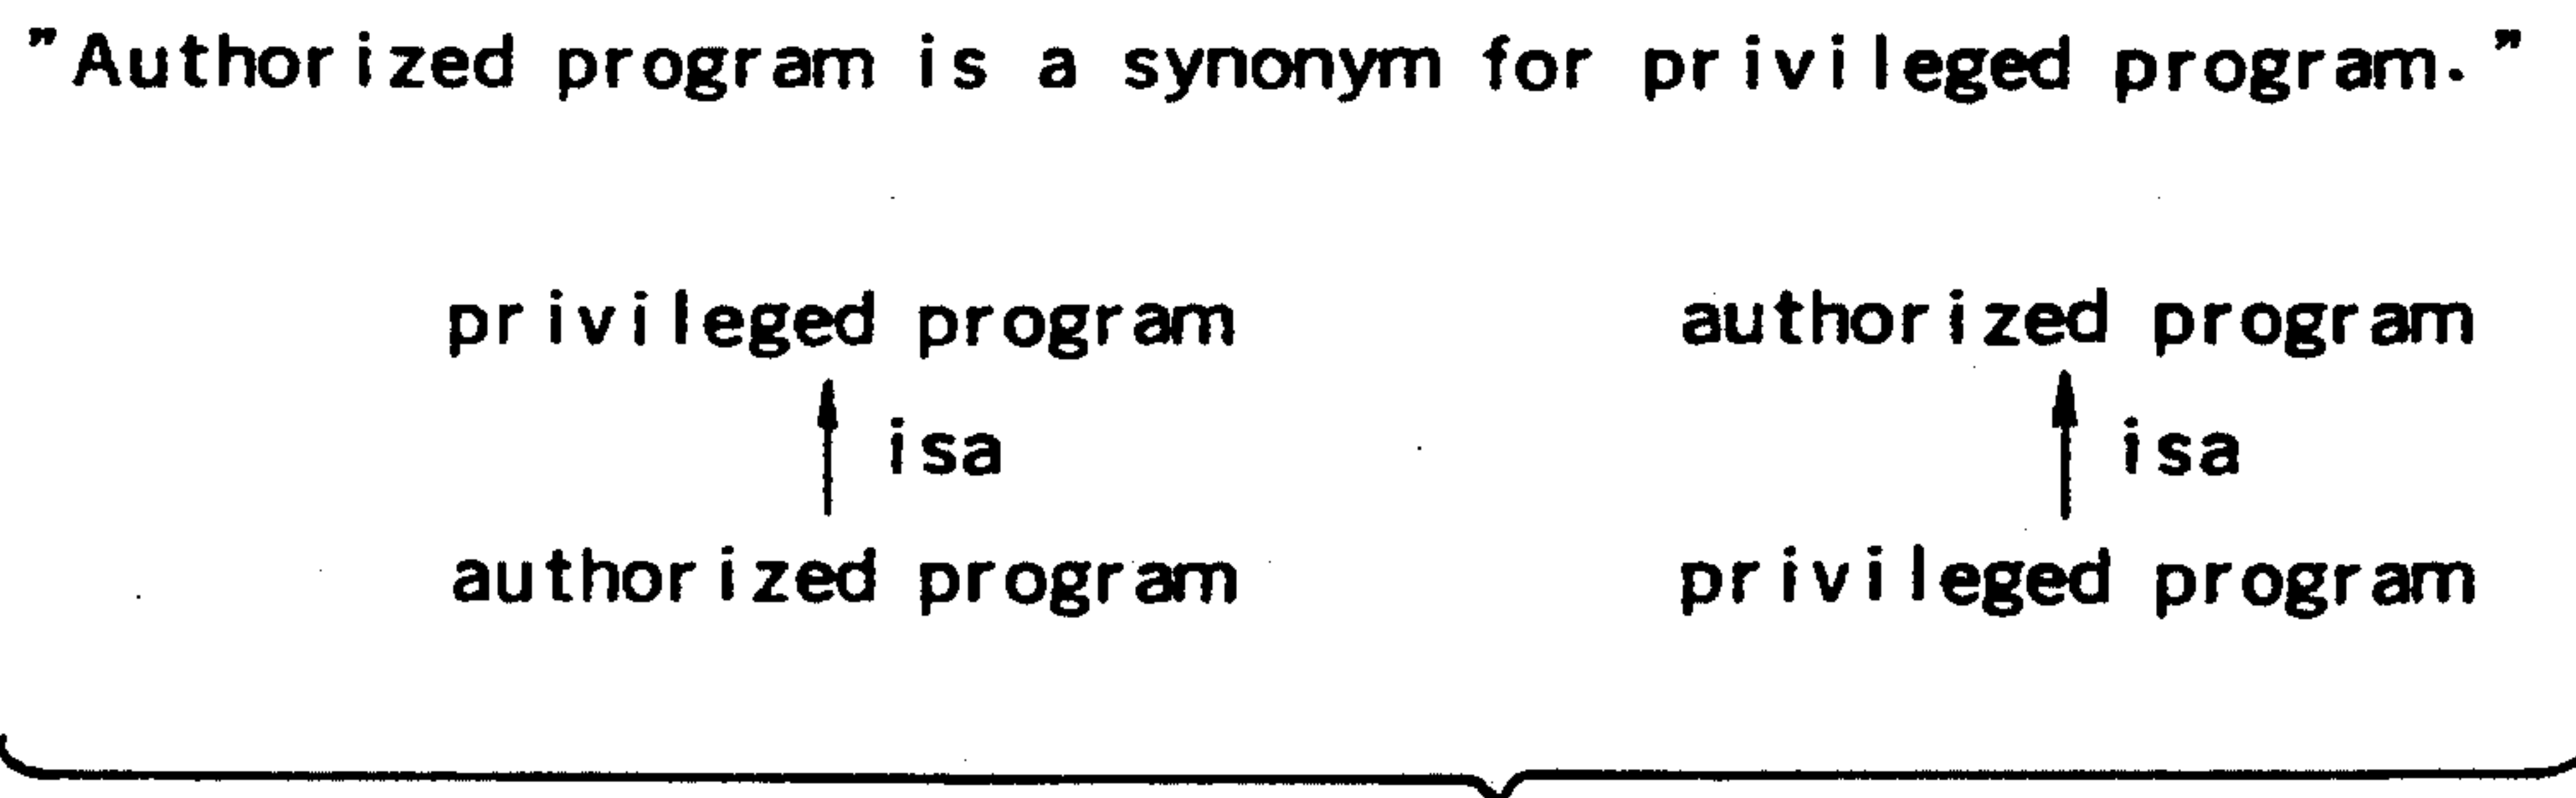 "Authorized program is a synonym for privileged program."
privileged program authorized program
isa isa
authorized program privileged program